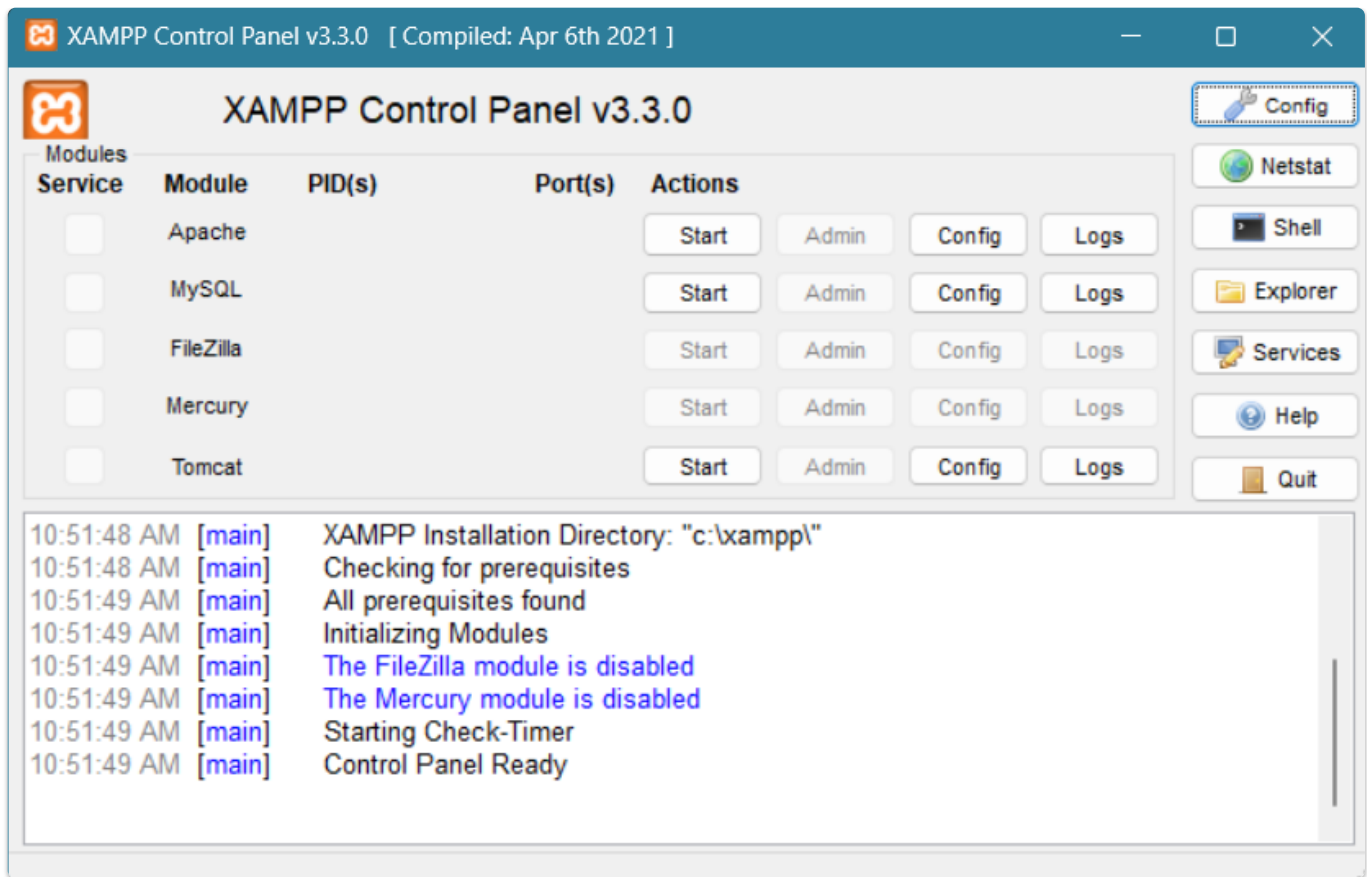 XAMPP Control Panel v3.3.0 [ Compiled: Apr 6th 2021 ]
XAMPP Control Panel v3.3.0
Config
Modules
Netstat
Service Module PID(s) Port(s) Actions
Apache Start Admin Config Logs
Shell
MySQL Start Admin Config Logs
Explorer
FileZilla Start Admin Config Logs
Services
Mercury Start Admin Config Logs
Help
Tomcat Start Admin Config Logs
Quit
10:51:48 AM [main] XAMPP Installation Directory: "c:\xampp\"
10:51:48 AM [main] Checking for prerequisites
10:51:49 AM [main] All prerequisites found
10:51:49 AM [main] Initializing Modules
10:51:49 AM [main] The FileZilla module is disabled
10:51:49 AM [main] The Mercury module is disabled
10:51:49 AM [main] Starting Check-Timer
10:51:49 AM [main] Control Panel Ready